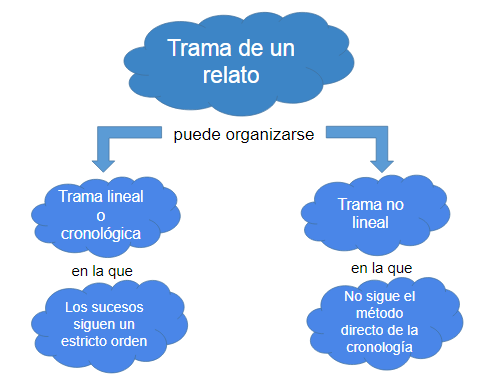 Trama de un
relato
puede organizarse
Trama lineal
o
cronológica
Trama no
lineal
en la que
en la que
Los sucesos
siguen un
estricto orden
No sigue el
método
directo de la
cronología